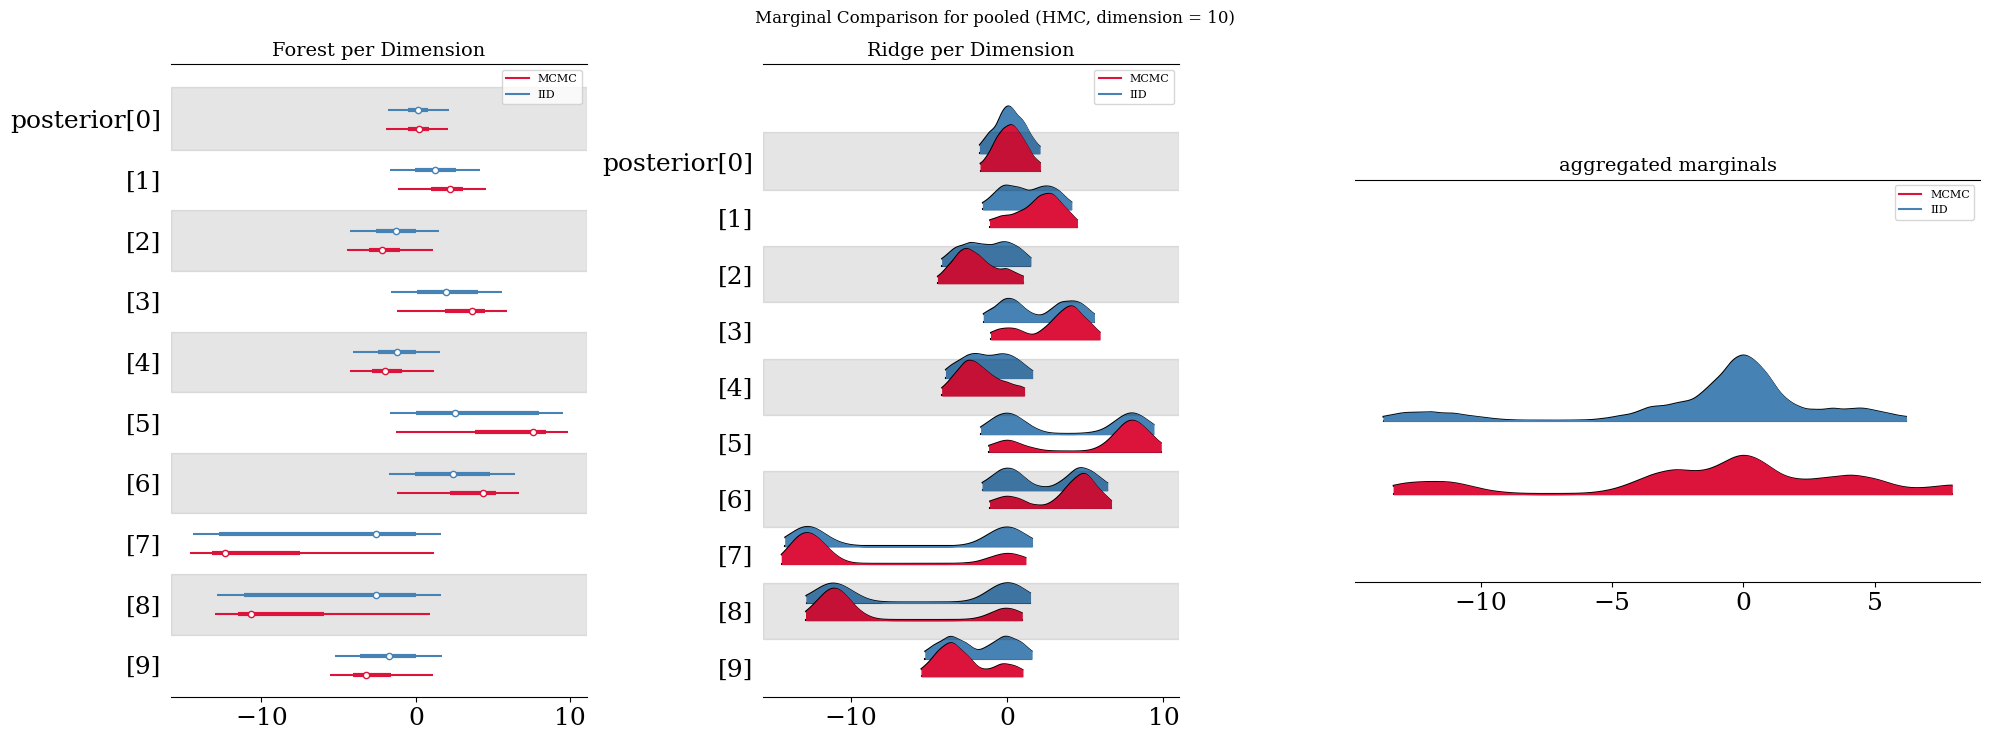 Marginal Comparison for pooled (HMC, dimension = 10)
Forest per Dimension
MCMC
IID
posterior[0]
[1]
[2]
[3]
[4]
[5]
[6]
[7]
[8]
[9]
−10 0 10
Ridge per Dimension
MCMC
IID
posterior[0]
[1]
[2]
[3]
[4]
[5]
[6]
[7]
[8]
[9]
−10 0 10
aggregated marginals
MCMC
IID
−10 −5 0 5